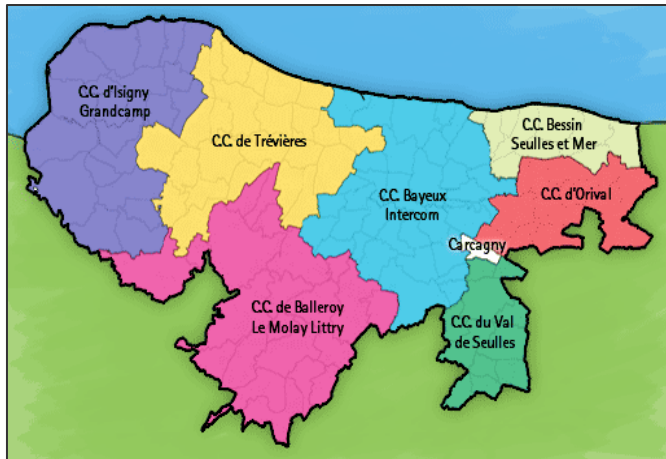 C.C. d'Isigny
Grandcamp
C.C. de Trévières
C.C. Bessin
Seulles et Mer
C.C. d'Orival
C.C. Bayeux
Intercom
Carcagny
C.C. de Balleroy
Le Molay Littry
C.C. du Val
de Seulles